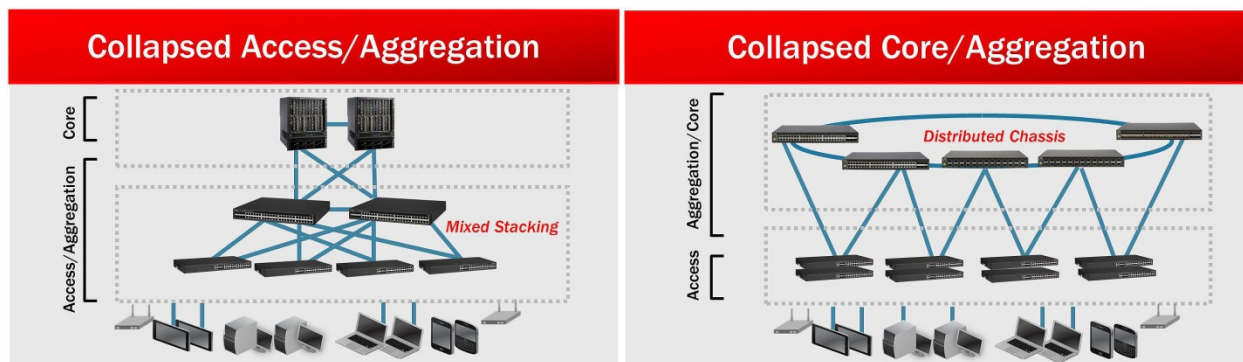 Collapsed Access/Aggregation
Core
Access/Aggregation
Mixed Stacking
Collapsed Core/Aggregation
Aggregation/Core
Access
Distributed Chassis